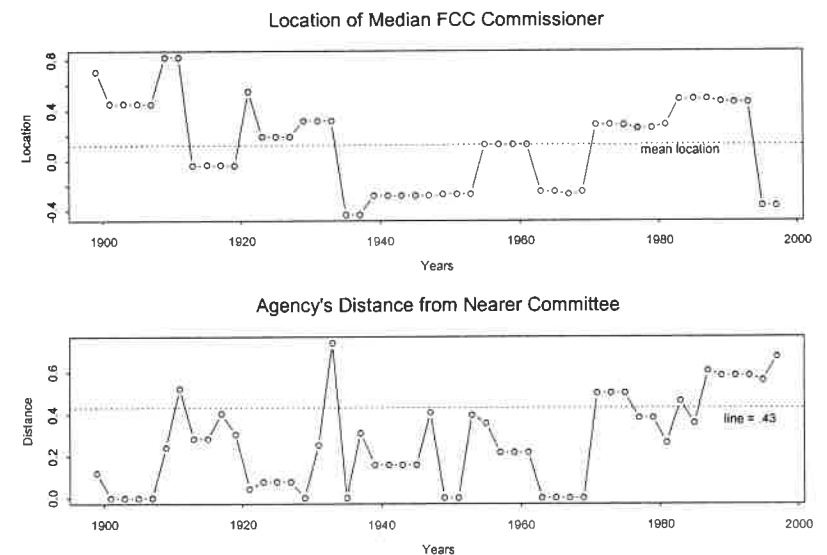 Location of Median FCC Commissioner
Location
0.8
0.4
0.0
-0.4
mean location
1900
1920
1940
1960
1980
2000
Years
Agency's Distance from Nearer Committee
Distance
0.6
0.4
0.2
0.0
line = .43
1900
1920
1940
1960
1980
2000
Years